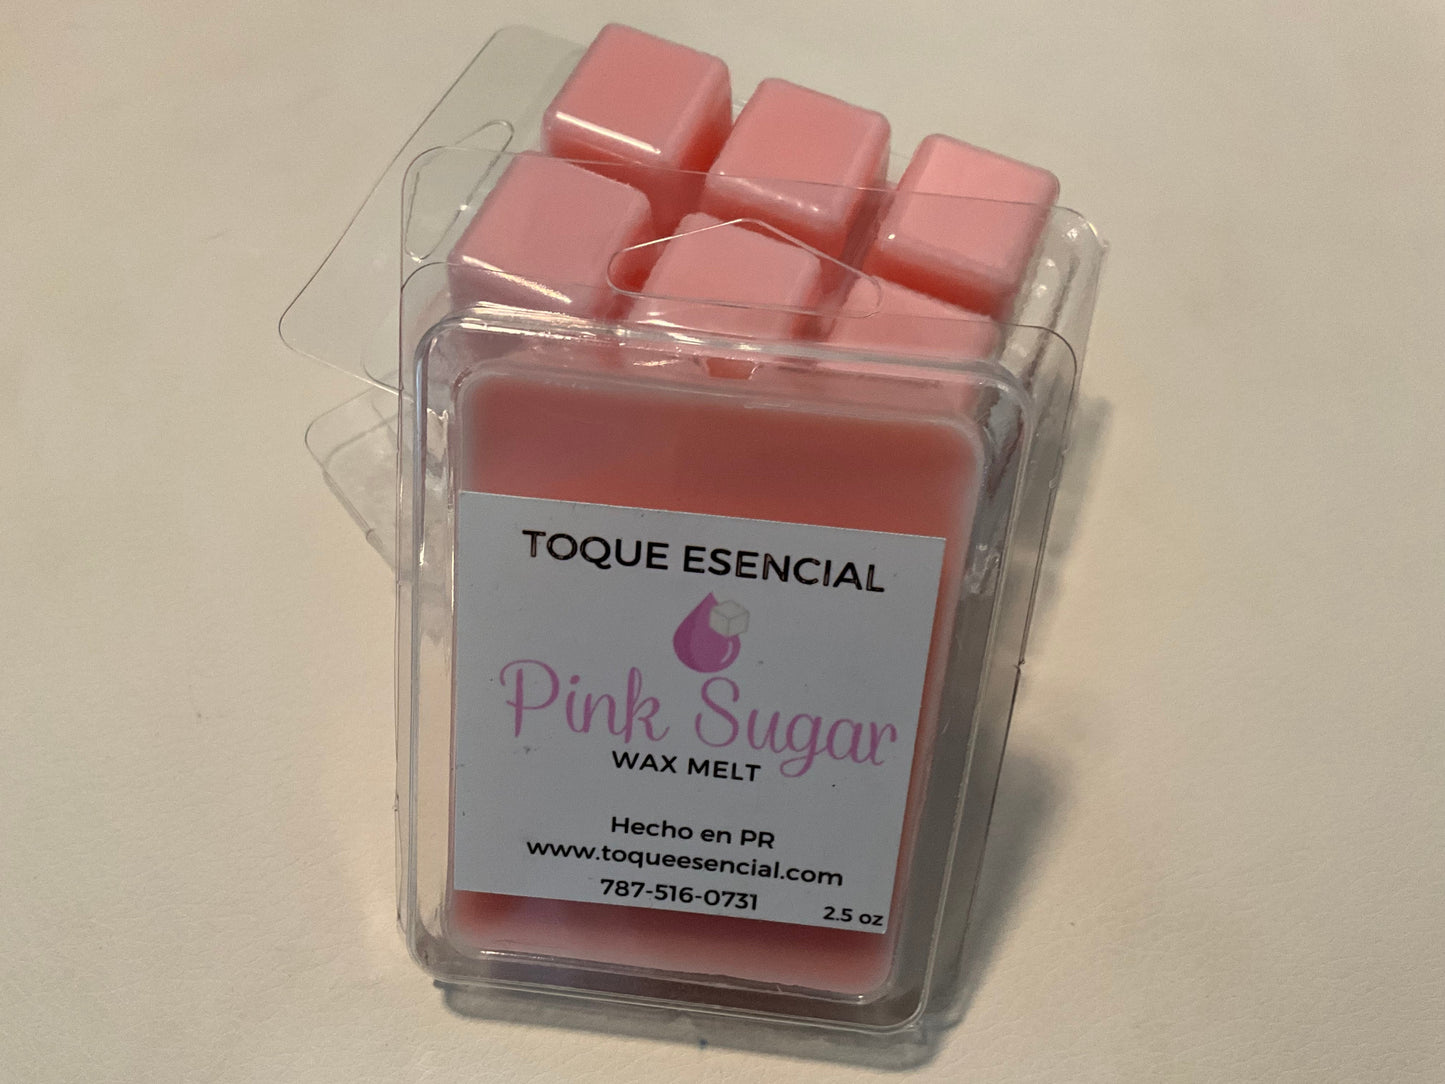 TOQUE ESENCIAL
Pink Sugar
WAX MELT
Hecho en PR
www.toqueesencial.com
787-516-0731
2.5 oz